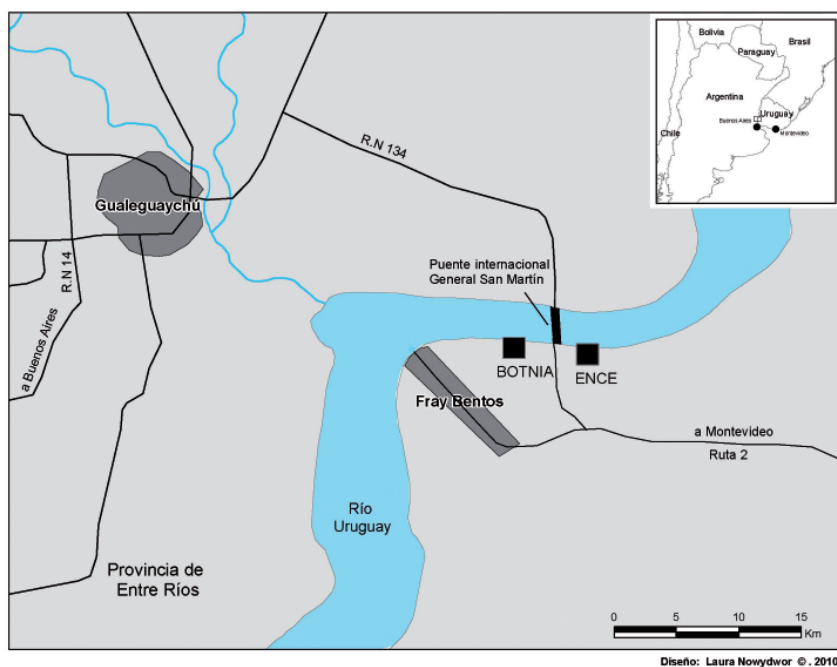 Bolivia
Brasil
Paraguay
Argentina
Uruguay
Buenos Aires
Montevideo
Chile
R.N 134
Gualeguaychú
R.N 14
a Buenos Aires
Puente internacional
General San Martín
BOTNIA
ENCE
Fray Bentos
a Montevideo
Ruta 2
Río
Uruguay
Provincia de
Entre Ríos
0 5 10 15
Km
Diseño: Laura Nowydwor © . 2010